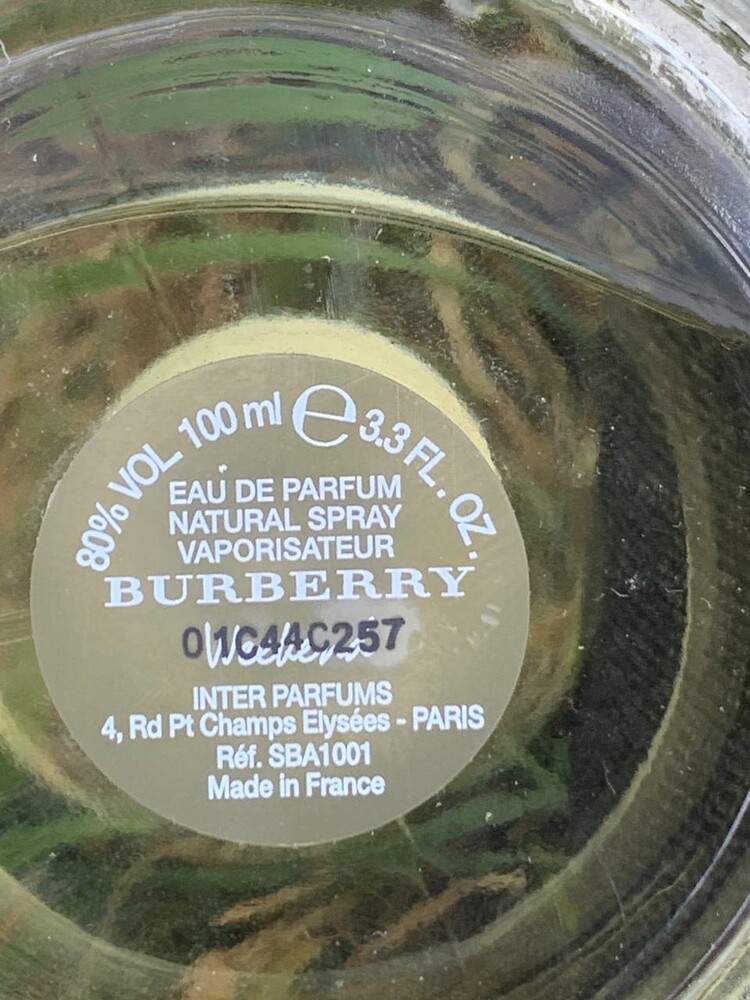 80% VOL 100 ml ℮ 3.3 FL. OZ.
EAU DE PARFUM
NATURAL SPRAY
VAPORISATEUR
BURBERRY
Weekend
01C44C257
INTER PARFUMS
4, Rd Pt Champs Elysées - PARIS
Réf. SBA1001
Made in France